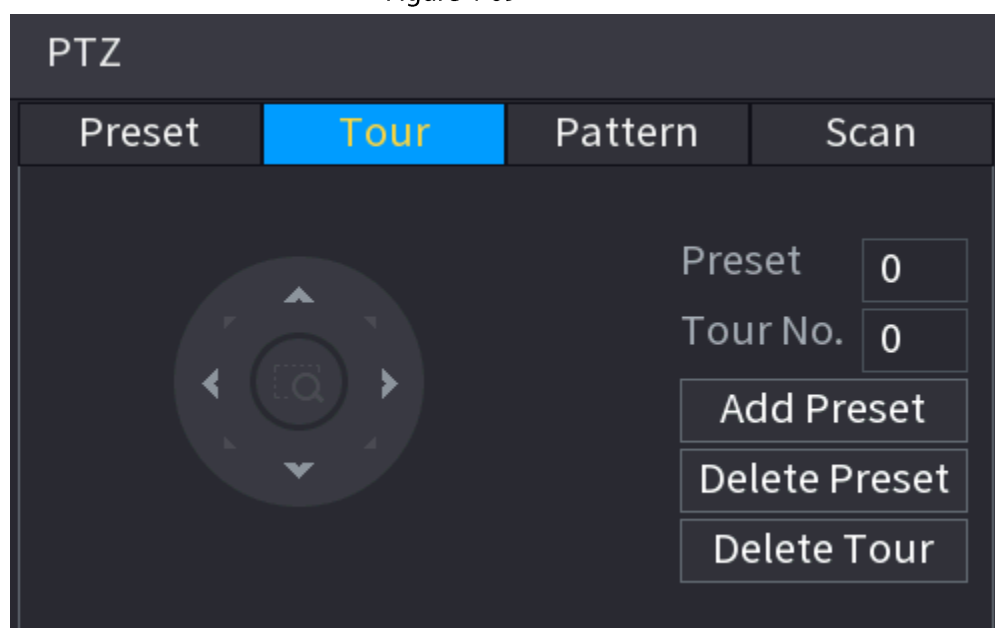 PTZ
Preset Tour Pattern Scan
Preset 0
Tour No. 0
Add Preset
Delete Preset
Delete Tour